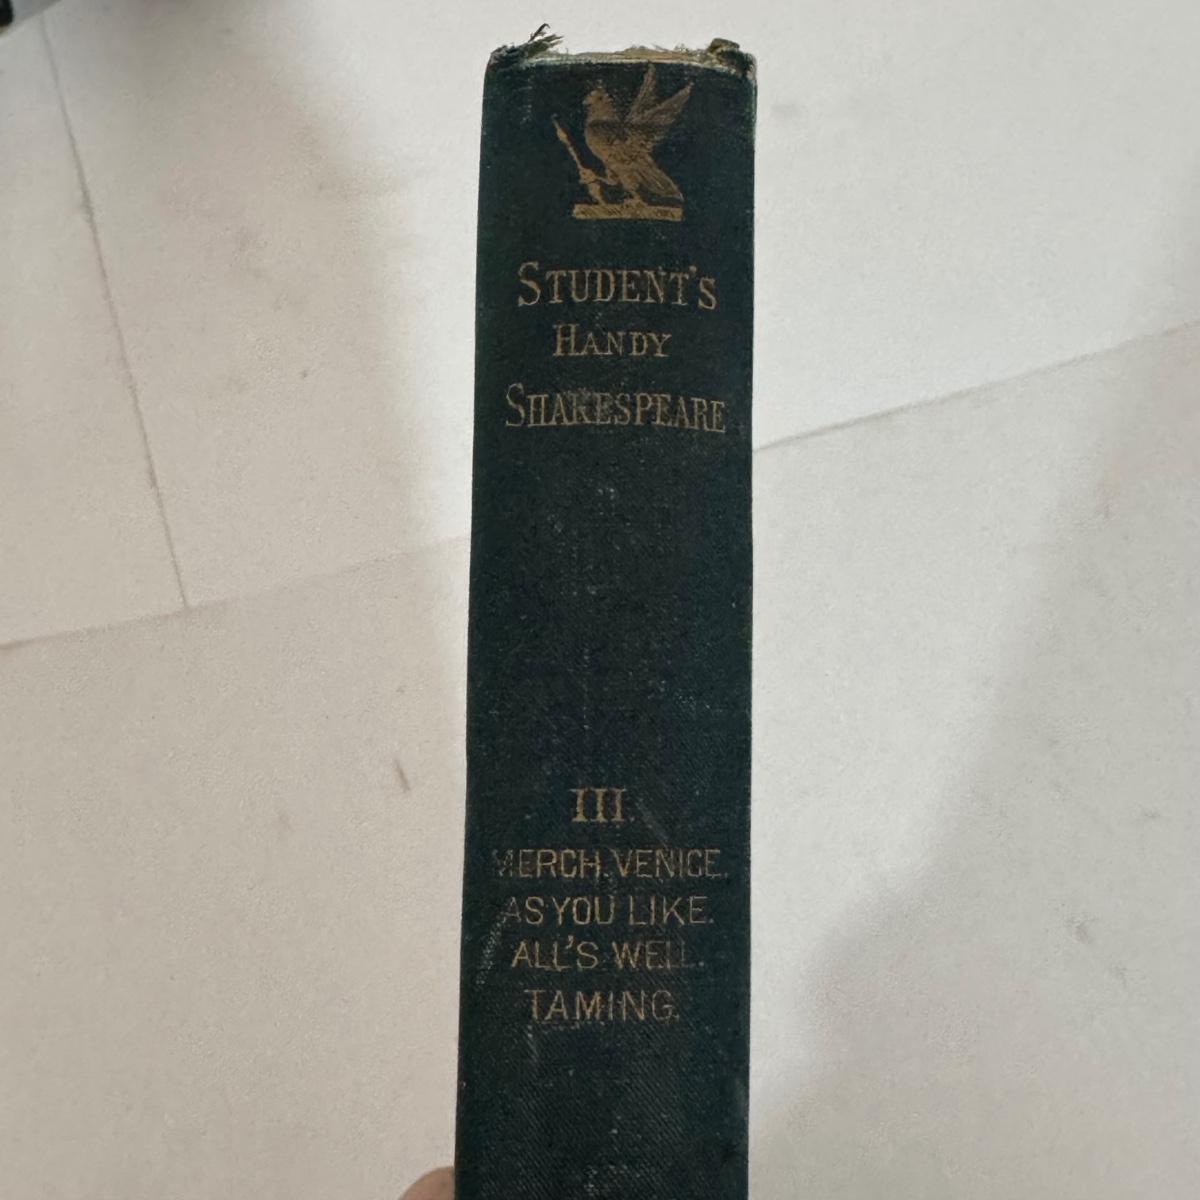 STUDENT'S
HANDY
SHAKESPEARE
III.
MERCH. VENICE.
AS YOU LIKE.
ALL'S WELL.
TAMING.